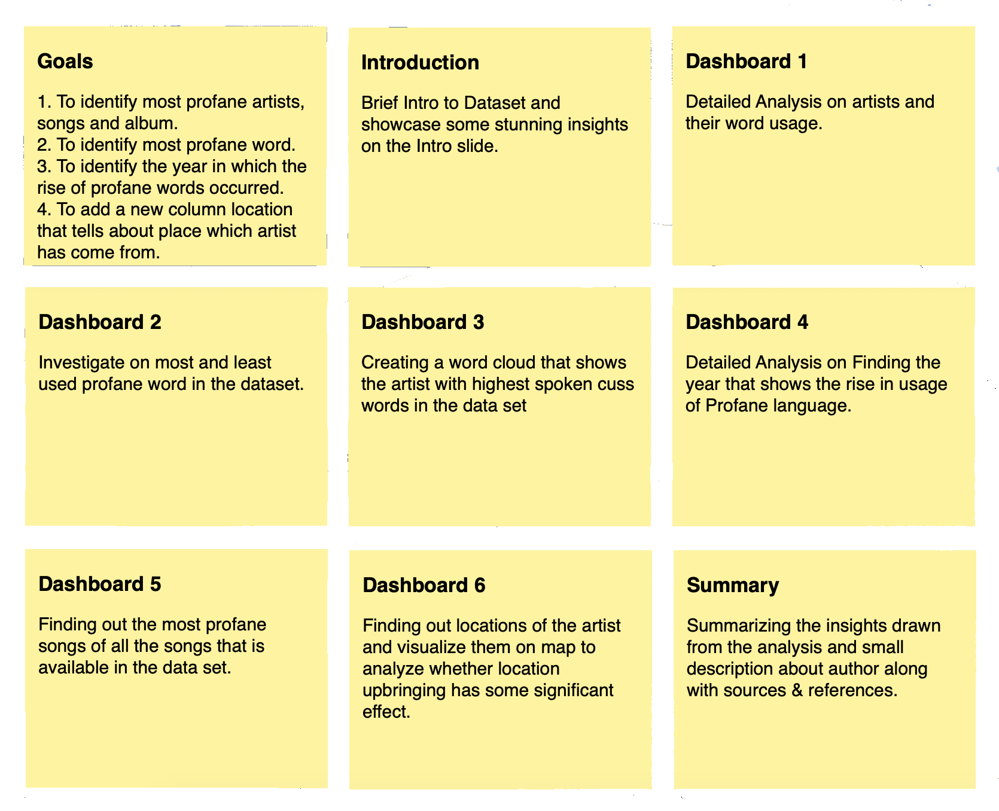 Goals
1. To identify most profane artists,
songs and album.
2. To identify most profane word.
3. To identify the year in which the
rise of profane words occurred.
4. To add a new column location
that tells about place which artist
has come from.
Introduction
Brief Intro to Dataset and
showcase some stunning insights
on the Intro slide.
Dashboard 1
Detailed Analysis on artists and
their word usage.
Dashboard 2
Investigate on most and least
used profane word in the dataset.
Dashboard 3
Creating a word cloud that shows
the artist with highest spoken cuss
words in the data set
Dashboard 4
Detailed Analysis on Finding the
year that shows the rise in usage
of Profane language.
Dashboard 5
Finding out the most profane
songs of all the songs that is
available in the data set.
Dashboard 6
Finding out locations of the artist
and visualize them on map to
analyze whether location
upbringing has some significant
effect.
Summary
Summarizing the insights drawn
from the analysis and small
description about author along
with sources & references.